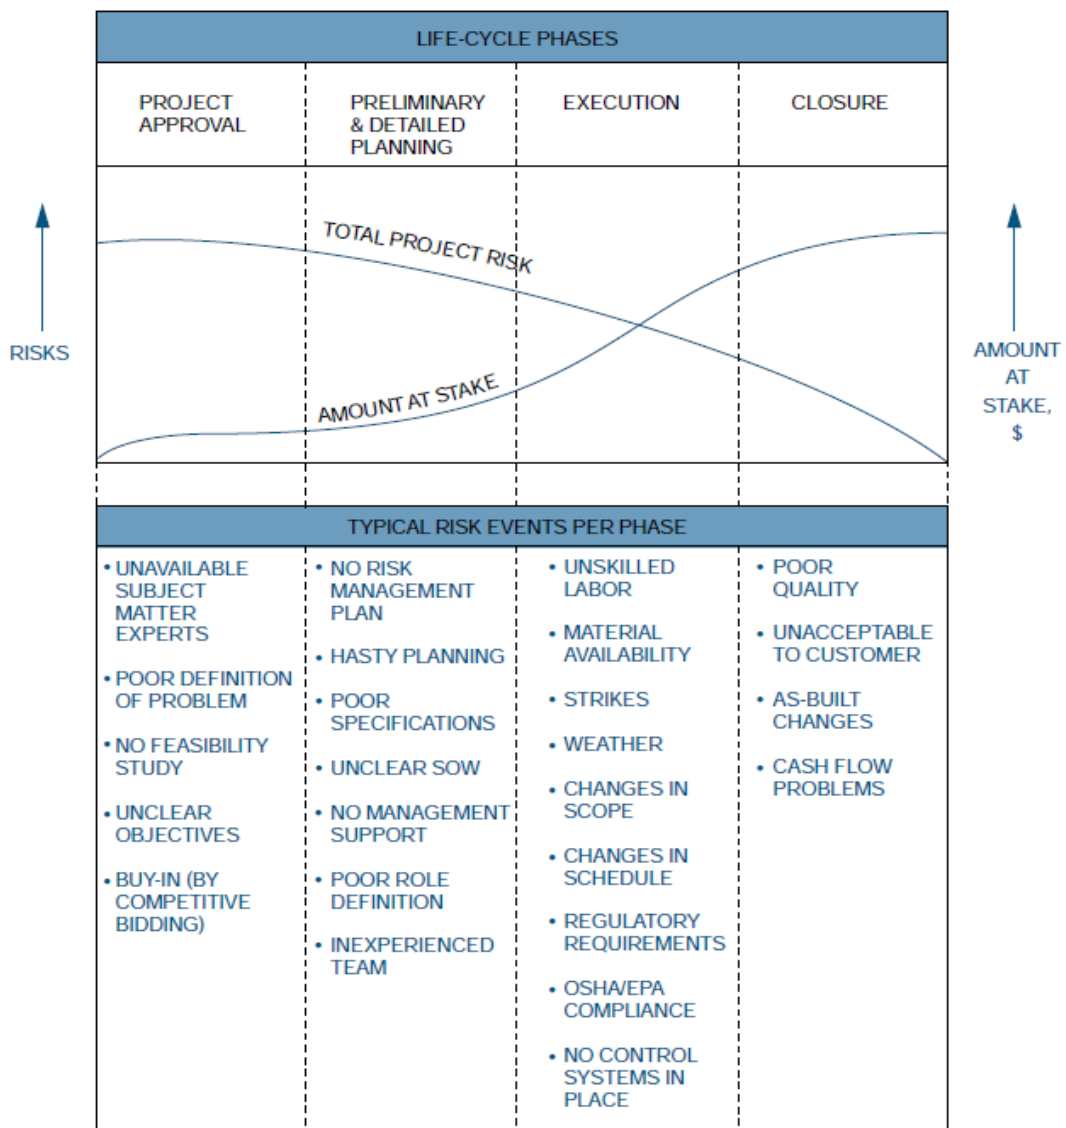 LIFE-CYCLE PHASES
PROJECT
APPROVAL
PRELIMINARY
& DETAILED
PLANNING
EXECUTION
CLOSURE
RISKS
TOTAL PROJECT RISK
AMOUNT AT STAKE
AMOUNT
AT
STAKE,
$
TYPICAL RISK EVENTS PER PHASE
• UNAVAILABLE
SUBJECT
MATTER
EXPERTS
• POOR DEFINITION
OF PROBLEM
• NO FEASIBILITY
STUDY
• UNCLEAR
OBJECTIVES
• BUY-IN (BY
COMPETITIVE
BIDDING)
• NO RISK
MANAGEMENT
PLAN
• HASTY PLANNING
• POOR
SPECIFICATIONS
• UNCLEAR SOW
• NO MANAGEMENT
SUPPORT
• POOR ROLE
DEFINITION
• INEXPERIENCED
TEAM
• UNSKILLED
LABOR
• MATERIAL
AVAILABILITY
• STRIKES
• WEATHER
• CHANGES IN
SCOPE
• CHANGES IN
SCHEDULE
• REGULATORY
REQUIREMENTS
• OSHA/EPA
COMPLIANCE
• NO CONTROL
SYSTEMS IN
PLACE
• POOR
QUALITY
• UNACCEPTABLE
TO CUSTOMER
• AS-BUILT
CHANGES
• CASH FLOW
PROBLEMS